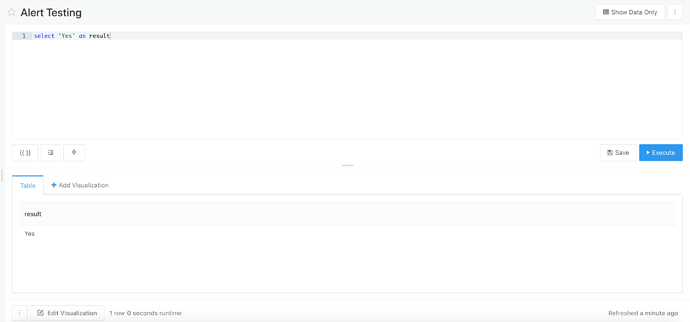 Alert Testing
Show Data Only
1 select 'Yes' as result
{{ }}
Save
Execute
Table
Add Visualization
result
Yes
Edit Visualization
1 row 0 seconds runtime
Refreshed a minute ago